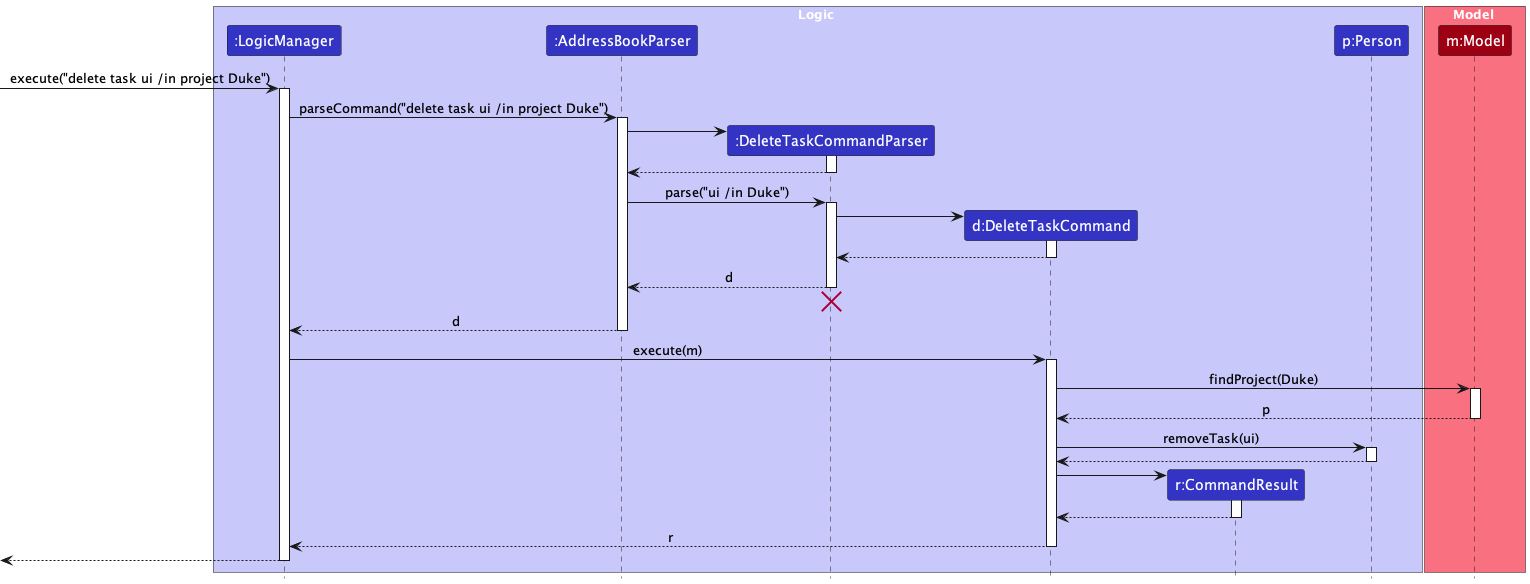 Logic
Model
:LogicManager
:AddressBookParser
p:Person
m:Model
execute("delete task ui /in project Duke")
parseCommand("delete task ui /in project Duke")
:DeleteTaskCommandParser
parse("ui /in Duke")
d:DeleteTaskCommand
d
d
execute(m)
findProject(Duke)
p
removeTask(ui)
r:CommandResult
r